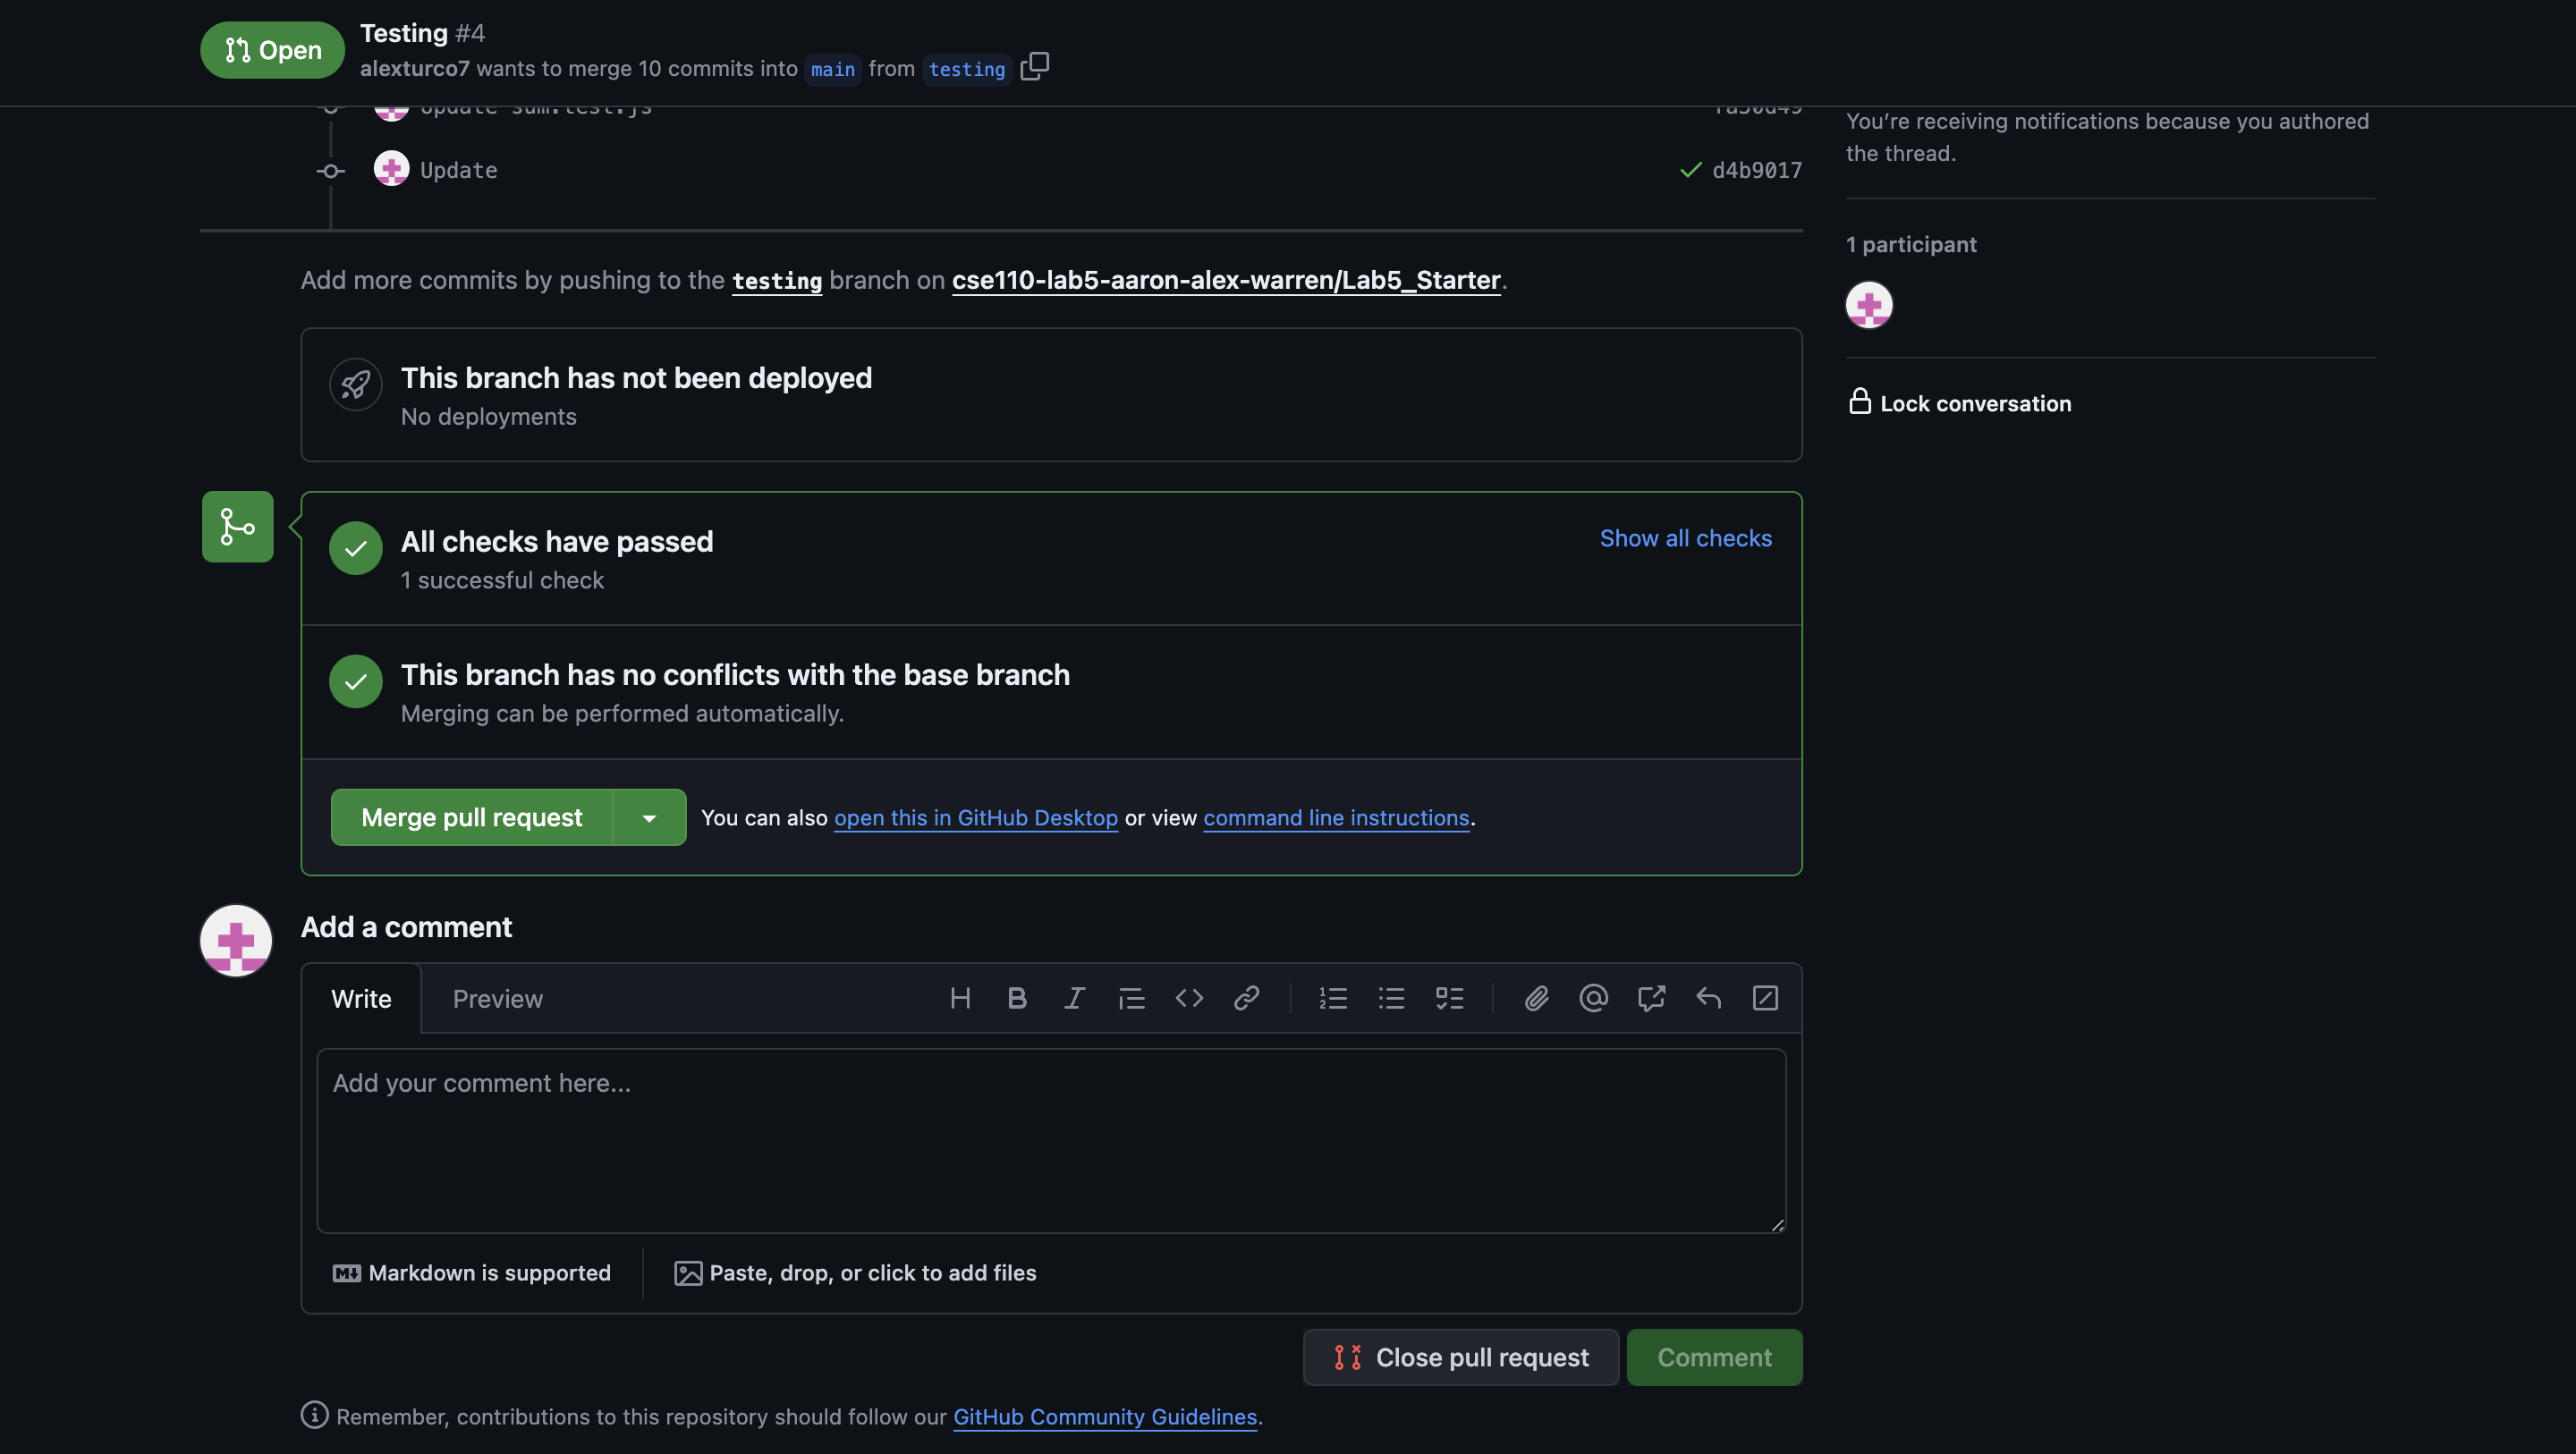 Open
Testing #4
alexturco7 wants to merge 10 commits into main from testing
Update sum.test.js
fa50d49
Update
d4b9017
You're receiving notifications because you authored
the thread.
1 participant
Lock conversation
Add more commits by pushing to the testing branch on cse110-lab5-aaron-alex-warren/Lab5_Starter.
This branch has not been deployed
No deployments
All checks have passed
Show all checks
1 successful check
This branch has no conflicts with the base branch
Merging can be performed automatically.
Merge pull request
You can also open this in GitHub Desktop or view command line instructions.
Add a comment
Write
Preview
Add your comment here...
Markdown is supported
Paste, drop, or click to add files
Close pull request
Comment
Remember, contributions to this repository should follow our GitHub Community Guidelines.